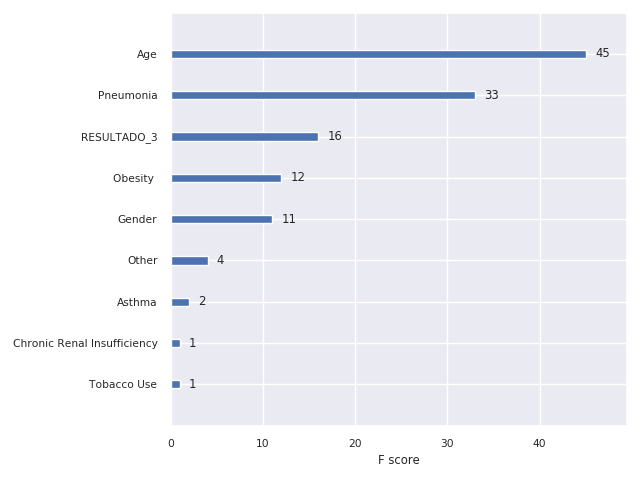 Age 45
Pneumonia 33
RESULTADO_3 16
Obesity 12
Gender 11
Other 4
Asthma 2
Chronic Renal Insufficiency 1
Tobacco Use 1
0 10 20 30 40
F score